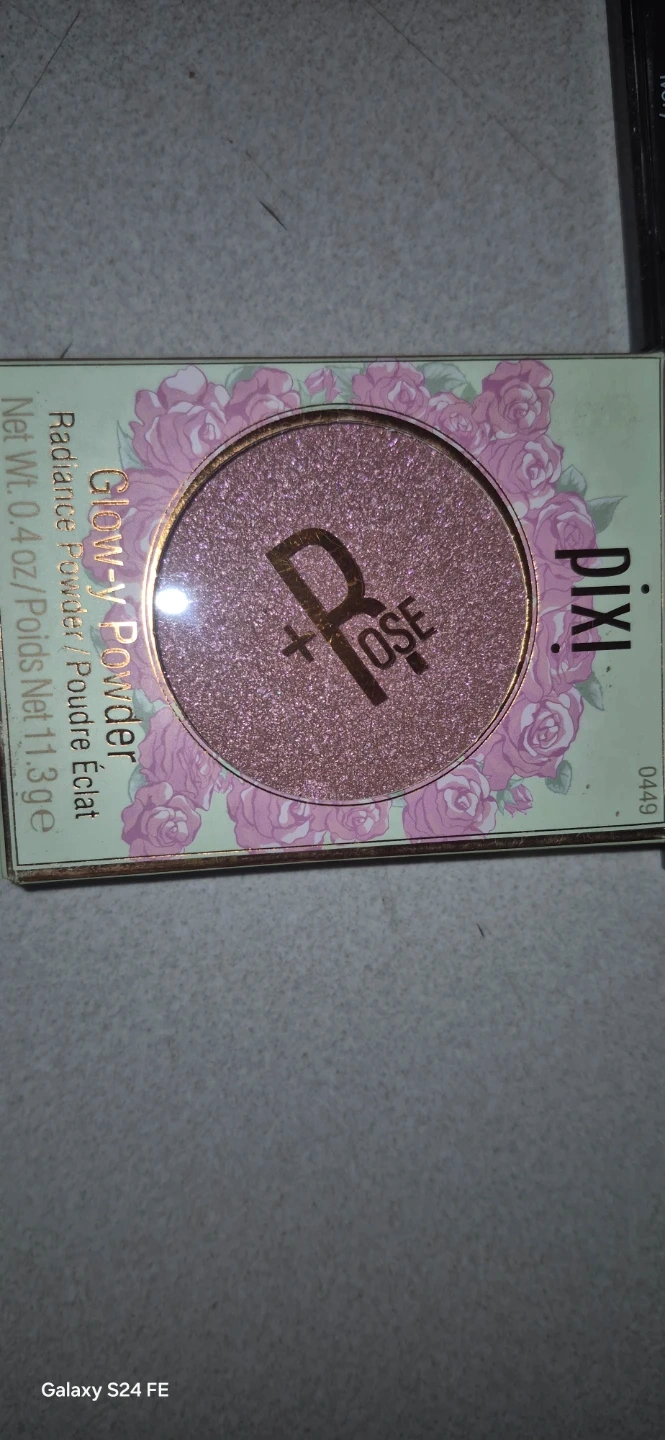 0449
pixi
+ROSE
Glow-y Powder
Radiance Powder / Poudre Éclat
Net Wt. 0.4 oz/Poids Net 11.3g e
Galaxy S24 FE